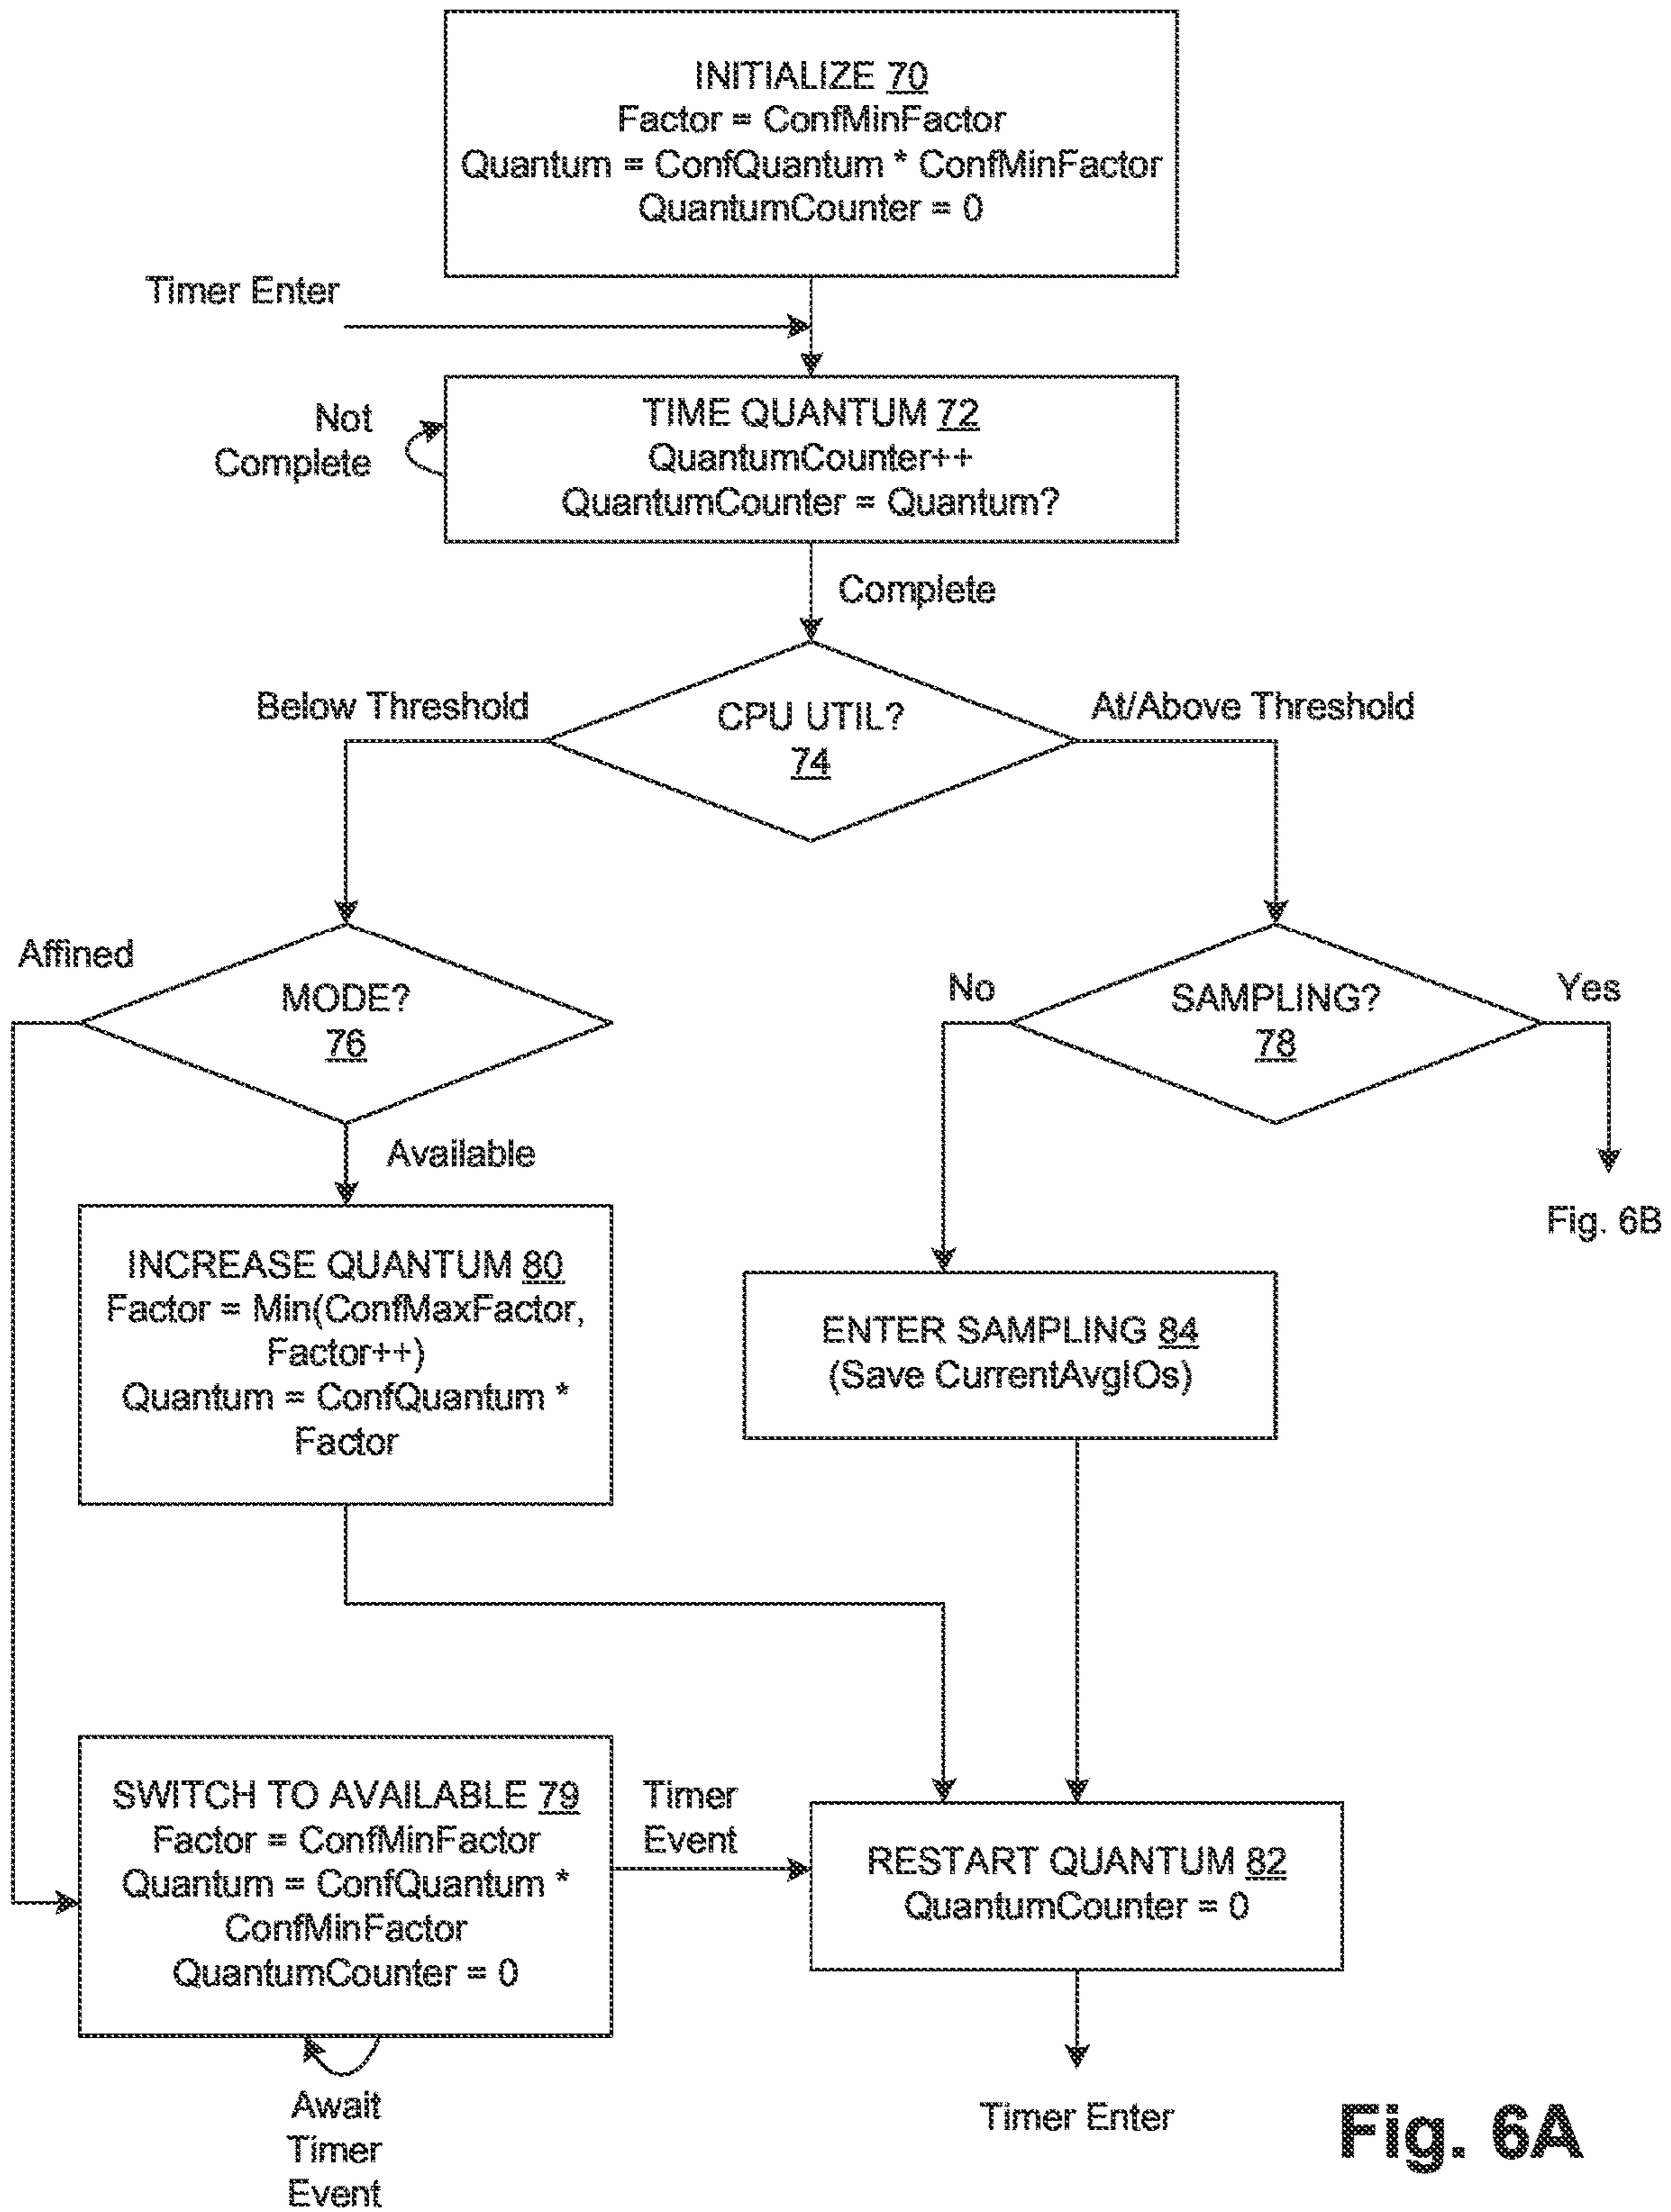 INITIALIZE 70
Factor = ConfMinFactor
Quantum = ConfQuantum * ConfMinFactor
QuantumCounter = 0
Timer Enter
Not
Complete
TIME QUANTUM 72
QuantumCounter++
QuantumCounter = Quantum?
Complete
Below Threshold
CPU UTIL?
74
At/Above Threshold
Affined
MODE?
76
Available
No
SAMPLING?
78
Yes
Fig. 6B
INCREASE QUANTUM 80
Factor = Min(ConfMaxFactor,
Factor++)
Quantum = ConfQuantum *
Factor
ENTER SAMPLING 84
(Save CurrentAvgIOs)
SWITCH TO AVAILABLE 79
Factor = ConfMinFactor
Quantum = ConfQuantum *
ConfMinFactor
QuantumCounter = 0
Timer
Event
RESTART QUANTUM 82
QuantumCounter = 0
Await
Timer
Event
Timer Enter
Fig. 6A